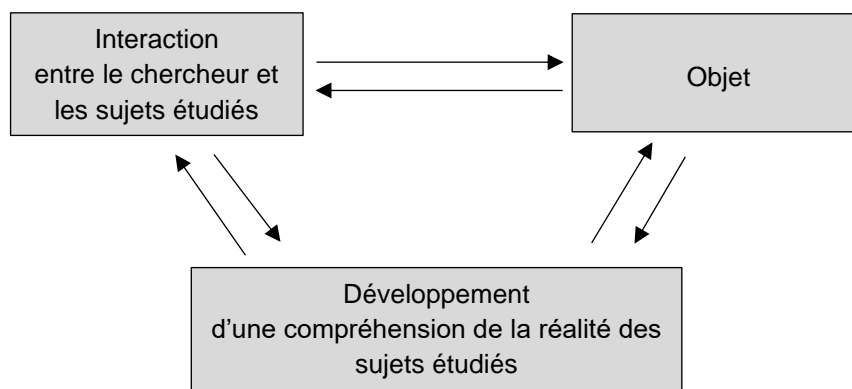 Interaction
entre le chercheur et
les sujets étudiés
Objet
Développement
d’une compréhension de la réalité des
sujets étudiés